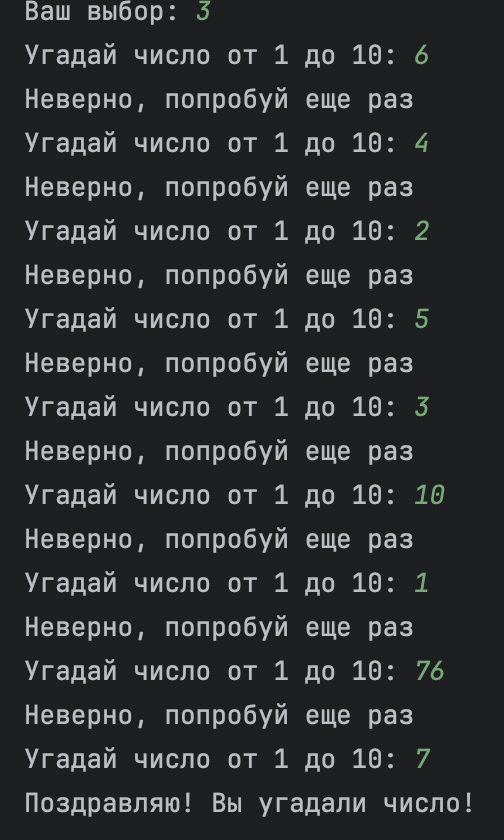 Ваш выбор: 3
Угадай число от 1 до 10: 6
Неверно, попробуй еще раз
Угадай число от 1 до 10: 4
Неверно, попробуй еще раз
Угадай число от 1 до 10: 2
Неверно, попробуй еще раз
Угадай число от 1 до 10: 5
Неверно, попробуй еще раз
Угадай число от 1 до 10: 3
Неверно, попробуй еще раз
Угадай число от 1 до 10: 10
Неверно, попробуй еще раз
Угадай число от 1 до 10: 1
Неверно, попробуй еще раз
Угадай число от 1 до 10: 76
Неверно, попробуй еще раз
Угадай число от 1 до 10: 7
Поздравляю! Вы угадали число!